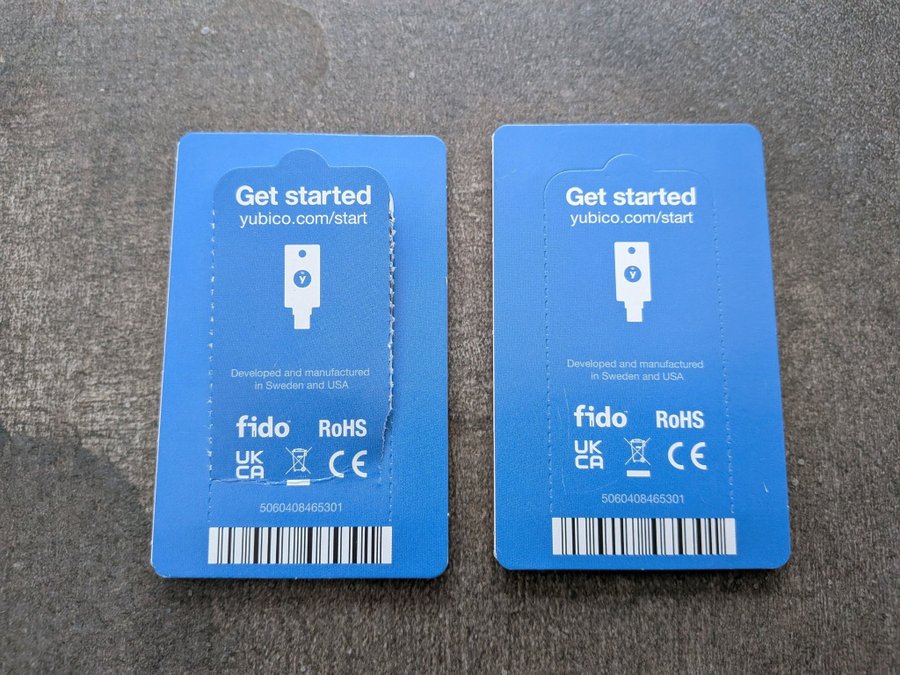 Get started
yubico.com/start
y
Developed and manufactured
in Sweden and USA
fido RoHS
UK
CA CE
5060408465301
Get started
yubico.com/start
y
Developed and manufactured
in Sweden and USA
fido RoHS
UK
CA CE
5060408465301